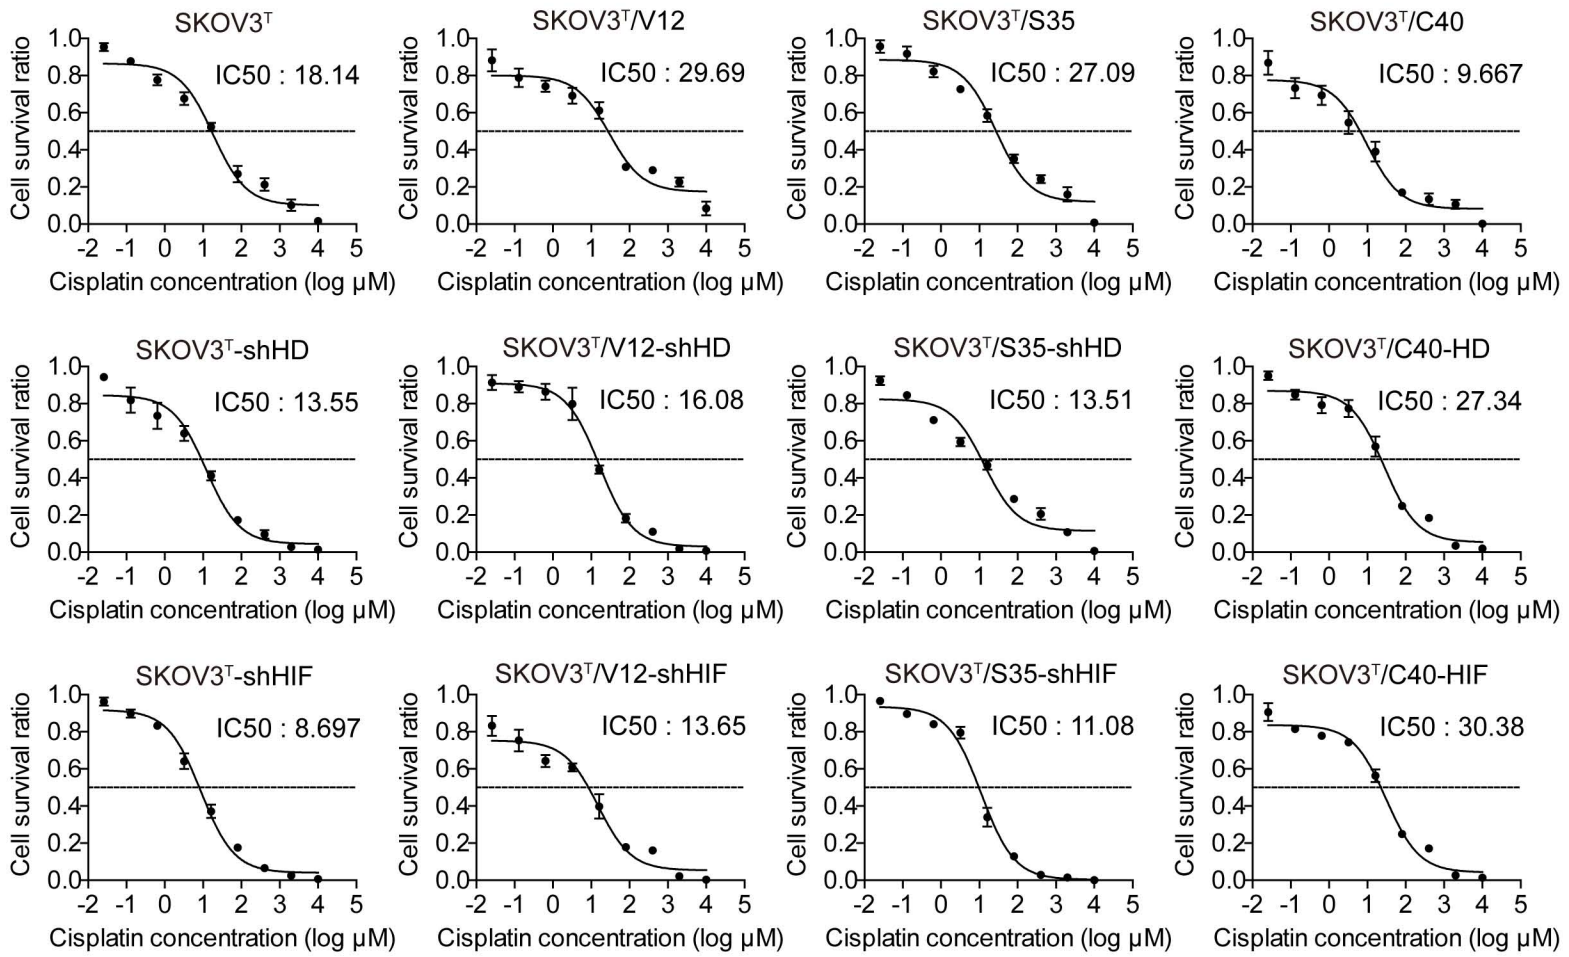 SKOV3ᵀ
SKOV3ᵀ/V12
SKOV3ᵀ/S35
SKOV3ᵀ/C40
Cell survival ratio
1.0
0.8
0.6
0.4
0.2
0.0
IC50 : 18.14
-2 -1 0 1 2 3 4 5
Cisplatin concentration (log μM)
Cell survival ratio
1.0
0.8
0.6
0.4
0.2
0.0
IC50 : 29.69
-2 -1 0 1 2 3 4 5
Cisplatin concentration (log μM)
Cell survival ratio
1.0
0.8
0.6
0.4
0.2
0.0
IC50 : 27.09
-2 -1 0 1 2 3 4 5
Cisplatin concentration (log μM)
Cell survival ratio
1.0
0.8
0.6
0.4
0.2
0.0
IC50 : 9.667
-2 -1 0 1 2 3 4 5
Cisplatin concentration (log μM)
SKOV3ᵀ-shHD
SKOV3ᵀ/V12-shHD
SKOV3ᵀ/S35-shHD
SKOV3ᵀ/C40-HD
Cell survival ratio
1.0
0.8
0.6
0.4
0.2
0.0
IC50 : 13.55
-2 -1 0 1 2 3 4 5
Cisplatin concentration (log μM)
Cell survival ratio
1.0
0.8
0.6
0.4
0.2
0.0
IC50 : 16.08
-2 -1 0 1 2 3 4 5
Cisplatin concentration (log μM)
Cell survival ratio
1.0
0.8
0.6
0.4
0.2
0.0
IC50 : 13.51
-2 -1 0 1 2 3 4 5
Cisplatin concentration (log μM)
Cell survival ratio
1.0
0.8
0.6
0.4
0.2
0.0
IC50 : 27.34
-2 -1 0 1 2 3 4 5
Cisplatin concentration (log μM)
SKOV3ᵀ-shHIF
SKOV3ᵀ/V12-shHIF
SKOV3ᵀ/S35-shHIF
SKOV3ᵀ/C40-HIF
Cell survival ratio
1.0
0.8
0.6
0.4
0.2
0.0
IC50 : 8.697
-2 -1 0 1 2 3 4 5
Cisplatin concentration (log μM)
Cell survival ratio
1.0
0.8
0.6
0.4
0.2
0.0
IC50 : 13.65
-2 -1 0 1 2 3 4 5
Cisplatin concentration (log μM)
Cell survival ratio
1.0
0.8
0.6
0.4
0.2
0.0
IC50 : 11.08
-2 -1 0 1 2 3 4 5
Cisplatin concentration (log μM)
Cell survival ratio
1.0
0.8
0.6
0.4
0.2
0.0
IC50 : 30.38
-2 -1 0 1 2 3 4 5
Cisplatin concentration (log μM)